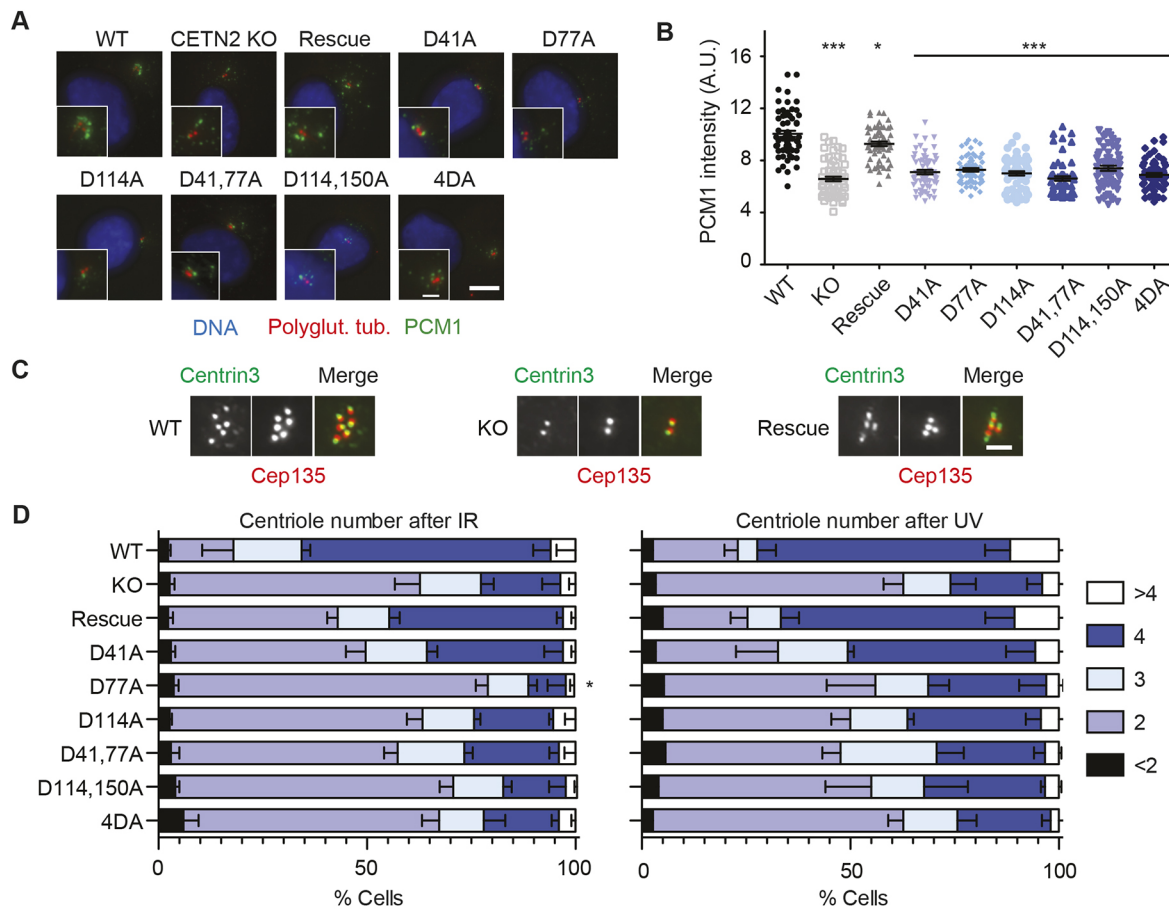 A
WT CETN2 KO Rescue D41A D77A
D114A D41,77A D114,150A 4DA
DNA Polyglut. tub. PCM1
B
PCM1 intensity (A.U.)
16
12
8
4
0
*** * ***
WT KO Rescue D41A D77A D114A D41,77A D114,150A 4DA
C
Centrin3 Merge
WT
Cep135
Centrin3 Merge
KO
Cep135
Centrin3 Merge
Rescue
Cep135
D
Centriole number after IR
WT
KO
Rescue
D41A
D77A *
D114A
D41,77A
D114,150A
4DA
0 50 100
% Cells
Centriole number after UV
0 50 100
% Cells
>4
4
3
2
<2